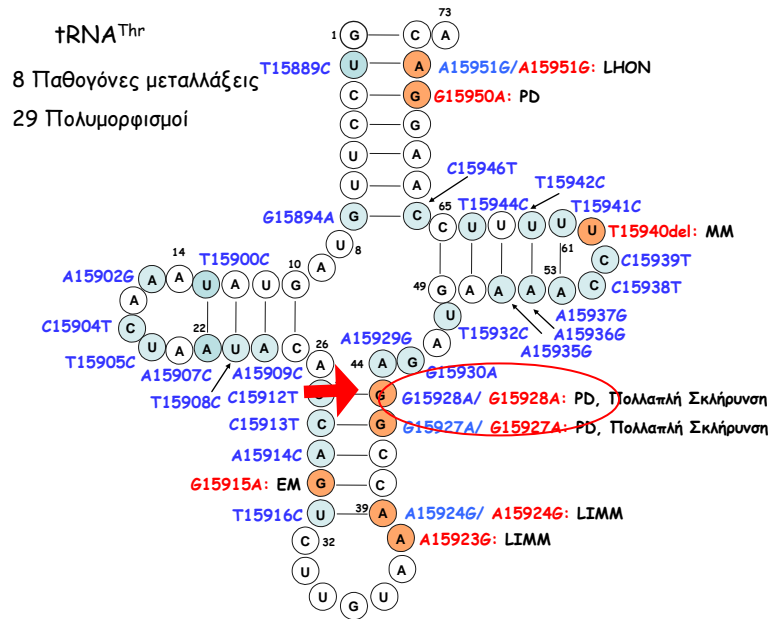 tRNAThr
8 Παθογόνες μεταλλάξεις
29 Πολυμορφισμοί
73
1 G C A
T15889C U A A15951G/A15951G: LHON
C G G15950A: PD
C G
U A
U A
C15946T
T15942C
G15894A G C 65 T15944C T15941C
C U U U U U T15940del: MM
14 T15900C 10 U 8 61
A15902G A A U A U G A C C15939T
A 49 G A A A A 53 C C15938T
C15904T C 22 U A15937G
T15905C U A A U A C 26 A T15932C A15936G
A15935G
A15907C A15909C A 44 A15929G A G G15930A
T15908C
C15912T G G15928A/ G15928A: PD, Πολλαπλή Σκλήρυνση
C15913T C G G15927A/ G15927A: PD, Πολλαπλή Σκλήρυνση
A15914C A C
G15915A: EM G C
T15916C U 39 A A15924G/ A15924G: LIMM
C 32 A A15923G: LIMM
U A
U G U